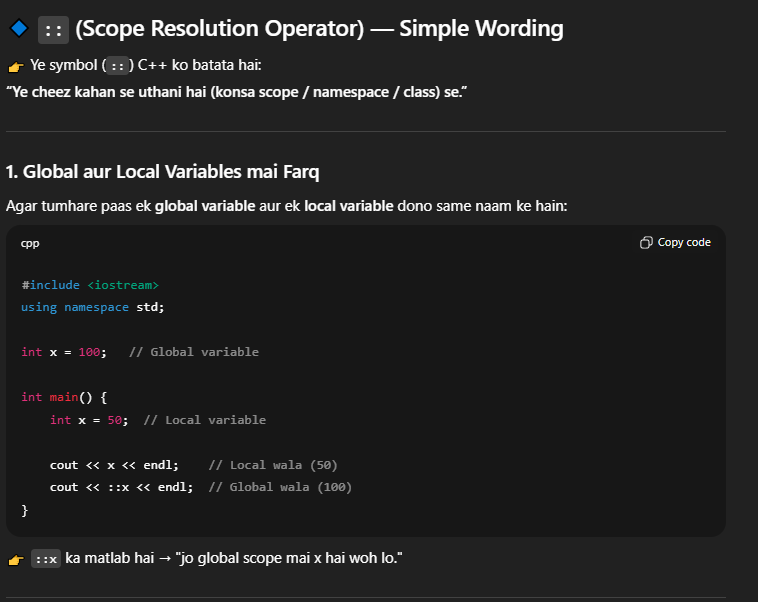 🔷 :: (Scope Resolution Operator) — Simple Wording
👉 Ye symbol (::) C++ ko batata hai:
“Ye cheez kahan se uthani hai (konsa scope / namespace / class) se.”
1. Global aur Local Variables mai Farq
Agar tumhare paas ek global variable aur ek local variable dono same naam ke hain:
cpp Copy code
#include <iostream>
using namespace std;
int x = 100;   // Global variable
int main() {
    int x = 50;  // Local variable
    cout << x << endl;    // Local wala (50)
    cout << ::x << endl;  // Global wala (100)
}
👉 ::x ka matlab hai → "jo global scope mai x hai woh lo."